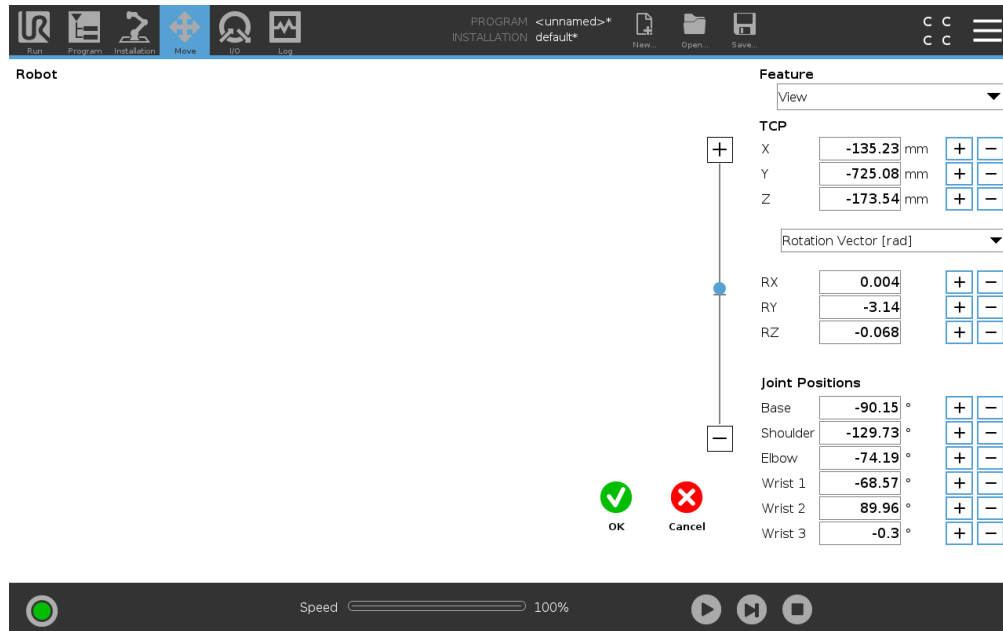 PROGRAM <unnamed>*
INSTALLATION default*
Run Program Installation Move I/O Log New... Open... Save...
C C
C C
Robot
Feature
View
TCP
X -135.23 mm + −
Y -725.08 mm + −
Z -173.54 mm + −
Rotation Vector [rad]
RX 0.004 + −
RY -3.14 + −
RZ -0.068 + −
Joint Positions
Base -90.15 ° + −
Shoulder -129.73 ° + −
Elbow -74.19 ° + −
Wrist 1 -68.57 ° + −
Wrist 2 89.96 ° + −
Wrist 3 -0.3 ° + −
OK Cancel
Speed 100%